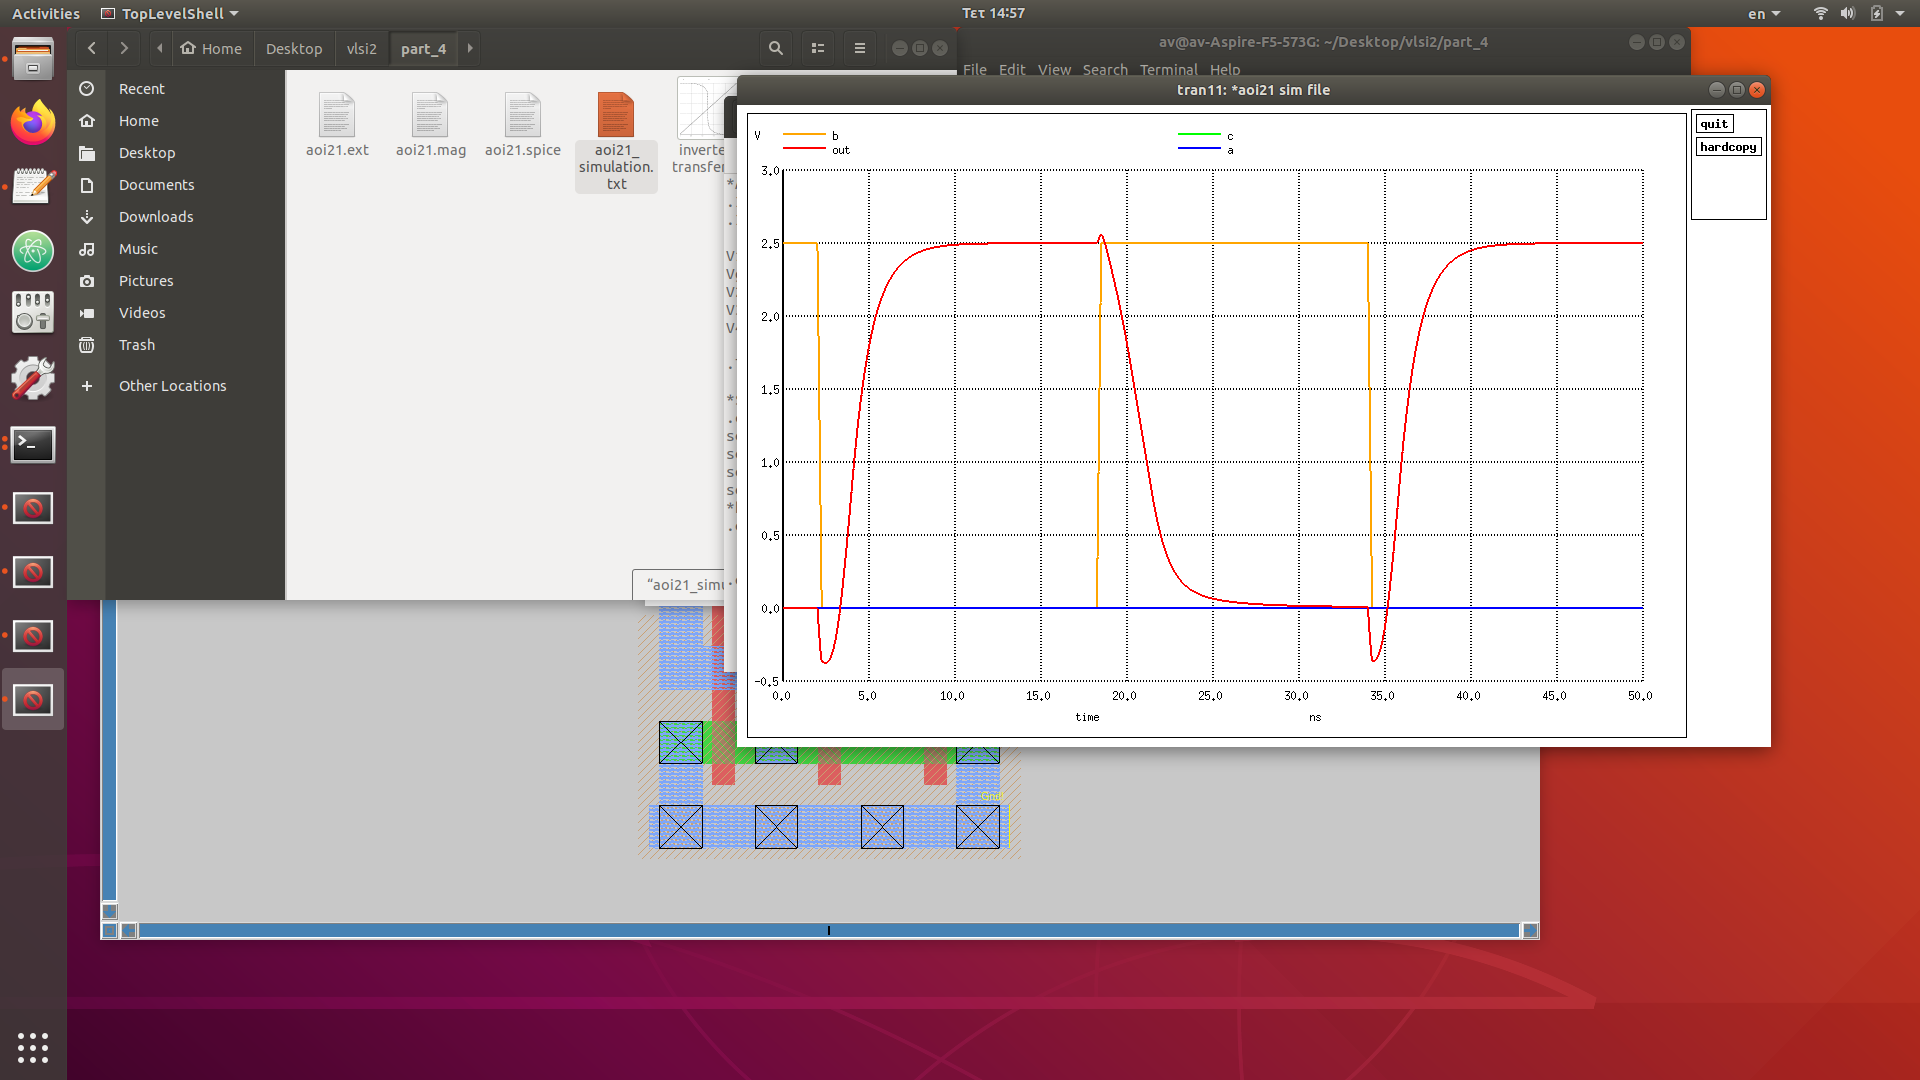 Activities
TopLevelShell
Τετ 14:57
en
Home
Desktop
vlsi2
part_4
av@av-Aspire-F5-573G: ~/Desktop/vlsi2/part_4
File Edit View Search Terminal Help
Recent
Home
Desktop
Documents
Downloads
Music
Pictures
Videos
Trash
Other Locations
aoi21.ext
aoi21.mag
aoi21.spice
aoi21_
simulation.
txt
inverte
transfer
“aoi21_simu
tran11: *aoi21 sim file
quit
hardcopy
V
b
out
c
a
3.0
2.5
2.0
1.5
1.0
0.5
0.0
-0.5
0.0 5.0 10.0 15.0 20.0 25.0 30.0 35.0 40.0 45.0 50.0
time
ns